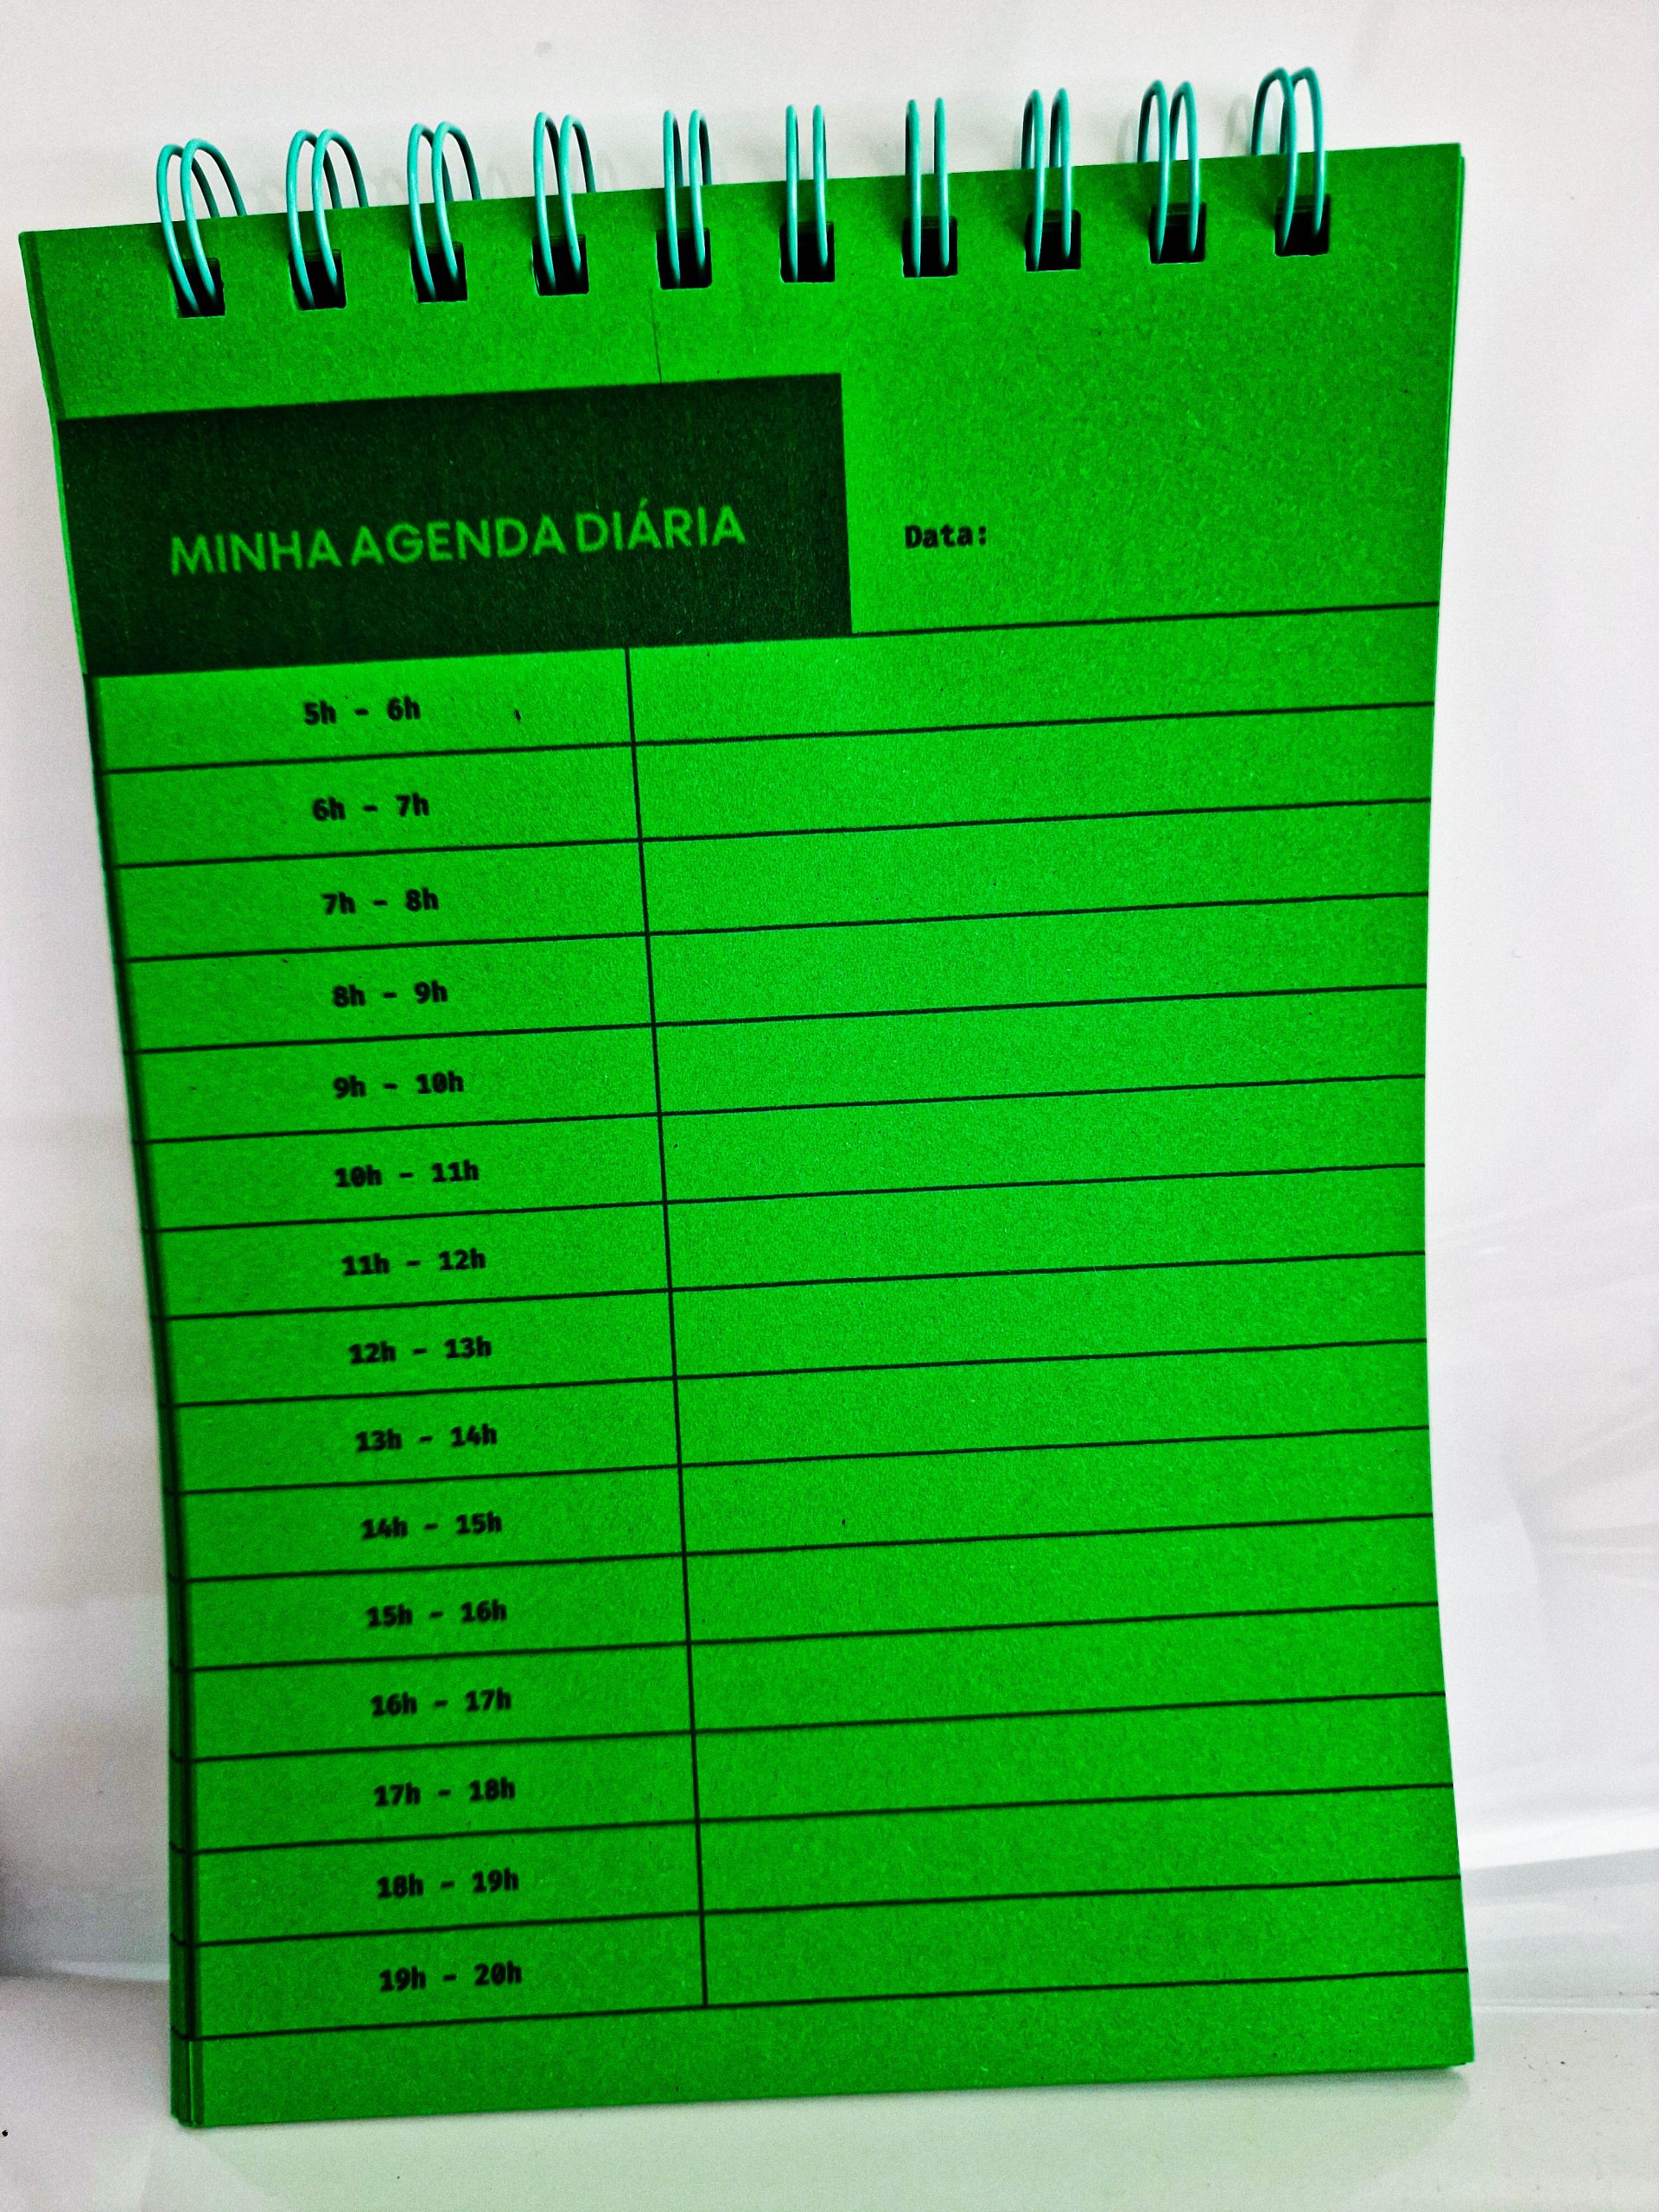 MINHA AGENDA DIÁRIA
Data:
5h - 6h
6h - 7h
7h - 8h
8h - 9h
9h - 10h
10h - 11h
11h - 12h
12h - 13h
13h - 14h
14h - 15h
15h - 16h
16h - 17h
17h - 18h
18h - 19h
19h - 20h